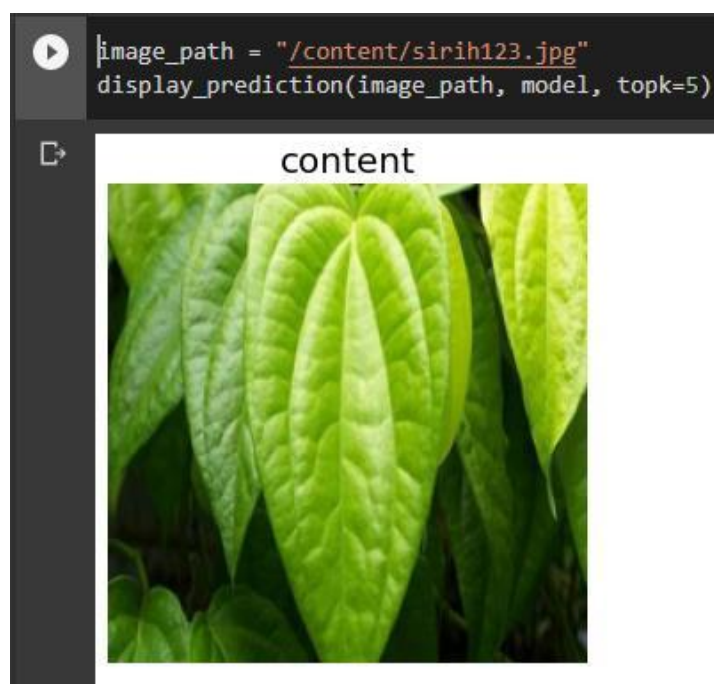 image_path = "/content/sirih123.jpg"
display_prediction(image_path, model, topk=5)
content